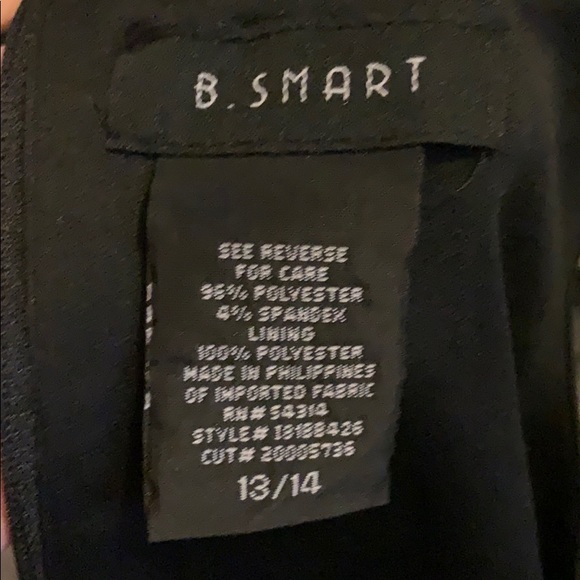 B. SMART
SEE REVERSE
FOR CARE
96% POLYESTER
4% SPANDEX
LINING
100% POLYESTER
MADE IN PHILIPPINES
OF IMPORTED FABRIC
RN# 54314
STYLE# 13188426
CUT# 20005736
13/14